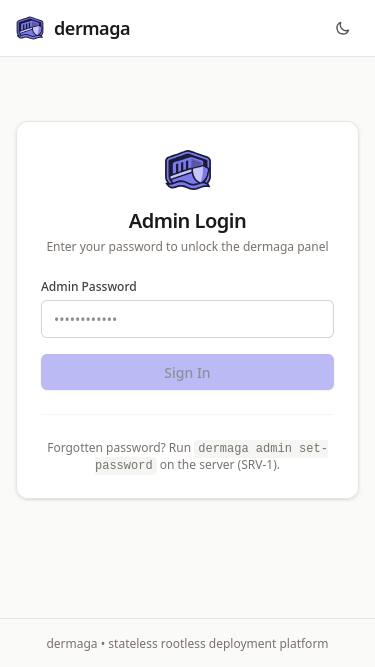 dermaga
Admin Login
Enter your password to unlock the dermaga panel
Admin Password
••••••••••••
Sign In
Forgotten password? Run dermaga admin set-
password on the server (SRV-1).
dermaga • stateless rootless deployment platform